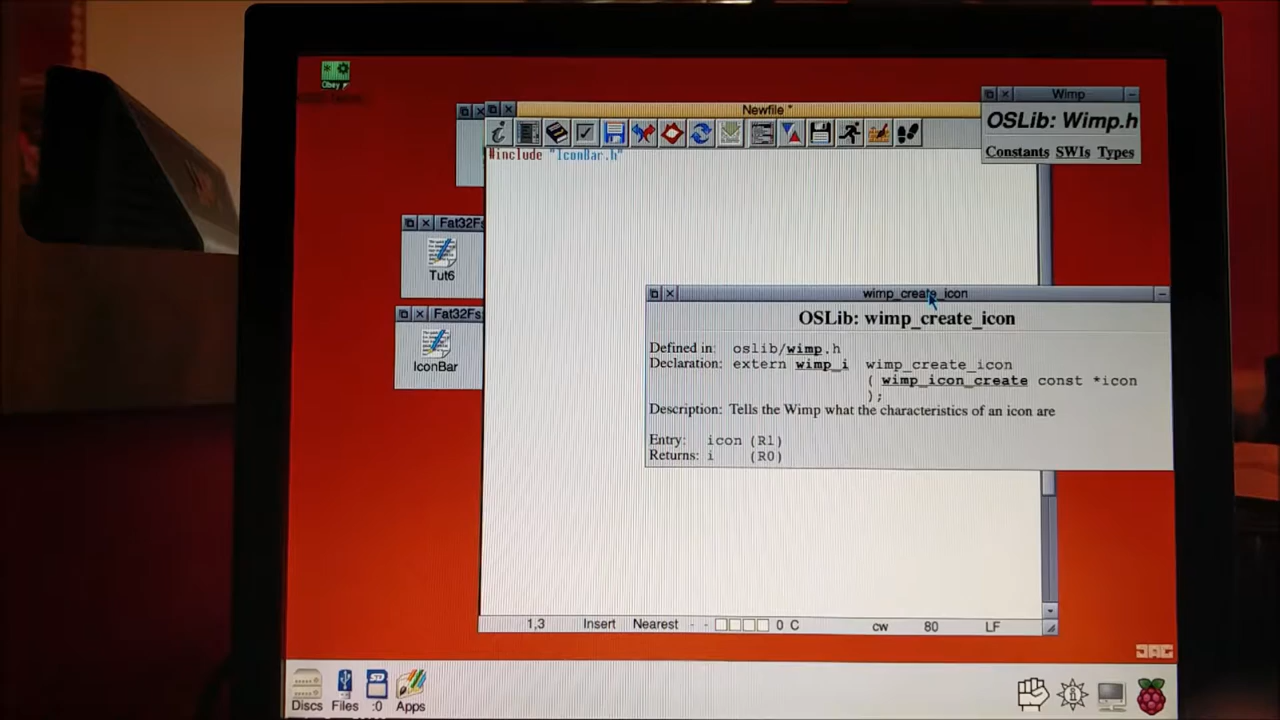 Obey
Newfile *
Wimp
OSLib: Wimp.h
Constants SWIs Types
#include "IconBar.h"
Fat32Fs
Tut6
Fat32Fs
IconBar
wimp_create_icon
OSLib: wimp_create_icon
Defined in: oslib/wimp.h
Declaration: extern wimp_i wimp_create_icon
( wimp_icon_create const *icon
);
Description: Tells the Wimp what the characteristics of an icon are
Entry: icon (R1)
Returns: i (R0)
1,3 Insert Nearest - - 0 C cw 80 LF
Discs Files :0 Apps
SD